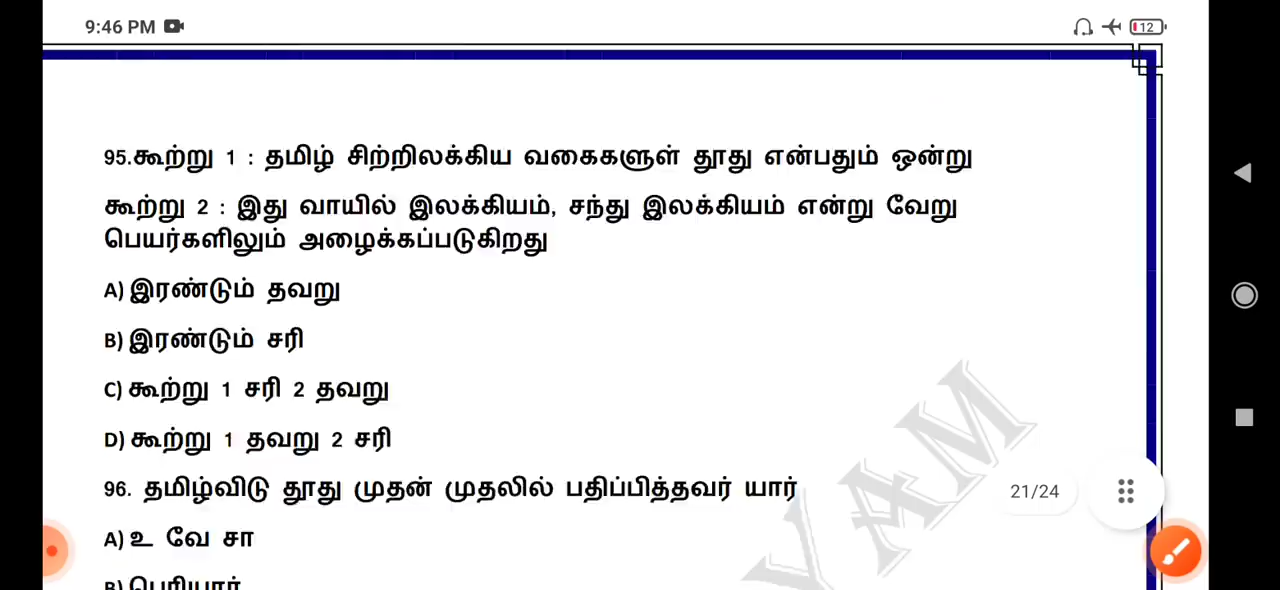 9:46 PM
12
95.கூற்று 1 : தமிழ் சிற்றிலக்கிய வகைகளுள் தூது என்பதும் ஒன்று
கூற்று 2 : இது வாயில் இலக்கியம், சந்து இலக்கியம் என்று வேறு
பெயர்களிலும் அழைக்கப்படுகிறது
A) இரண்டும் தவறு
B) இரண்டும் சரி
C) கூற்று 1 சரி 2 தவறு
D) கூற்று 1 தவறு 2 சரி
96. தமிழ்விடு தூது முதன் முதலில் பதிப்பித்தவர் யார்
21/24
A) உ வே சா
B) பெரியார்
YAM